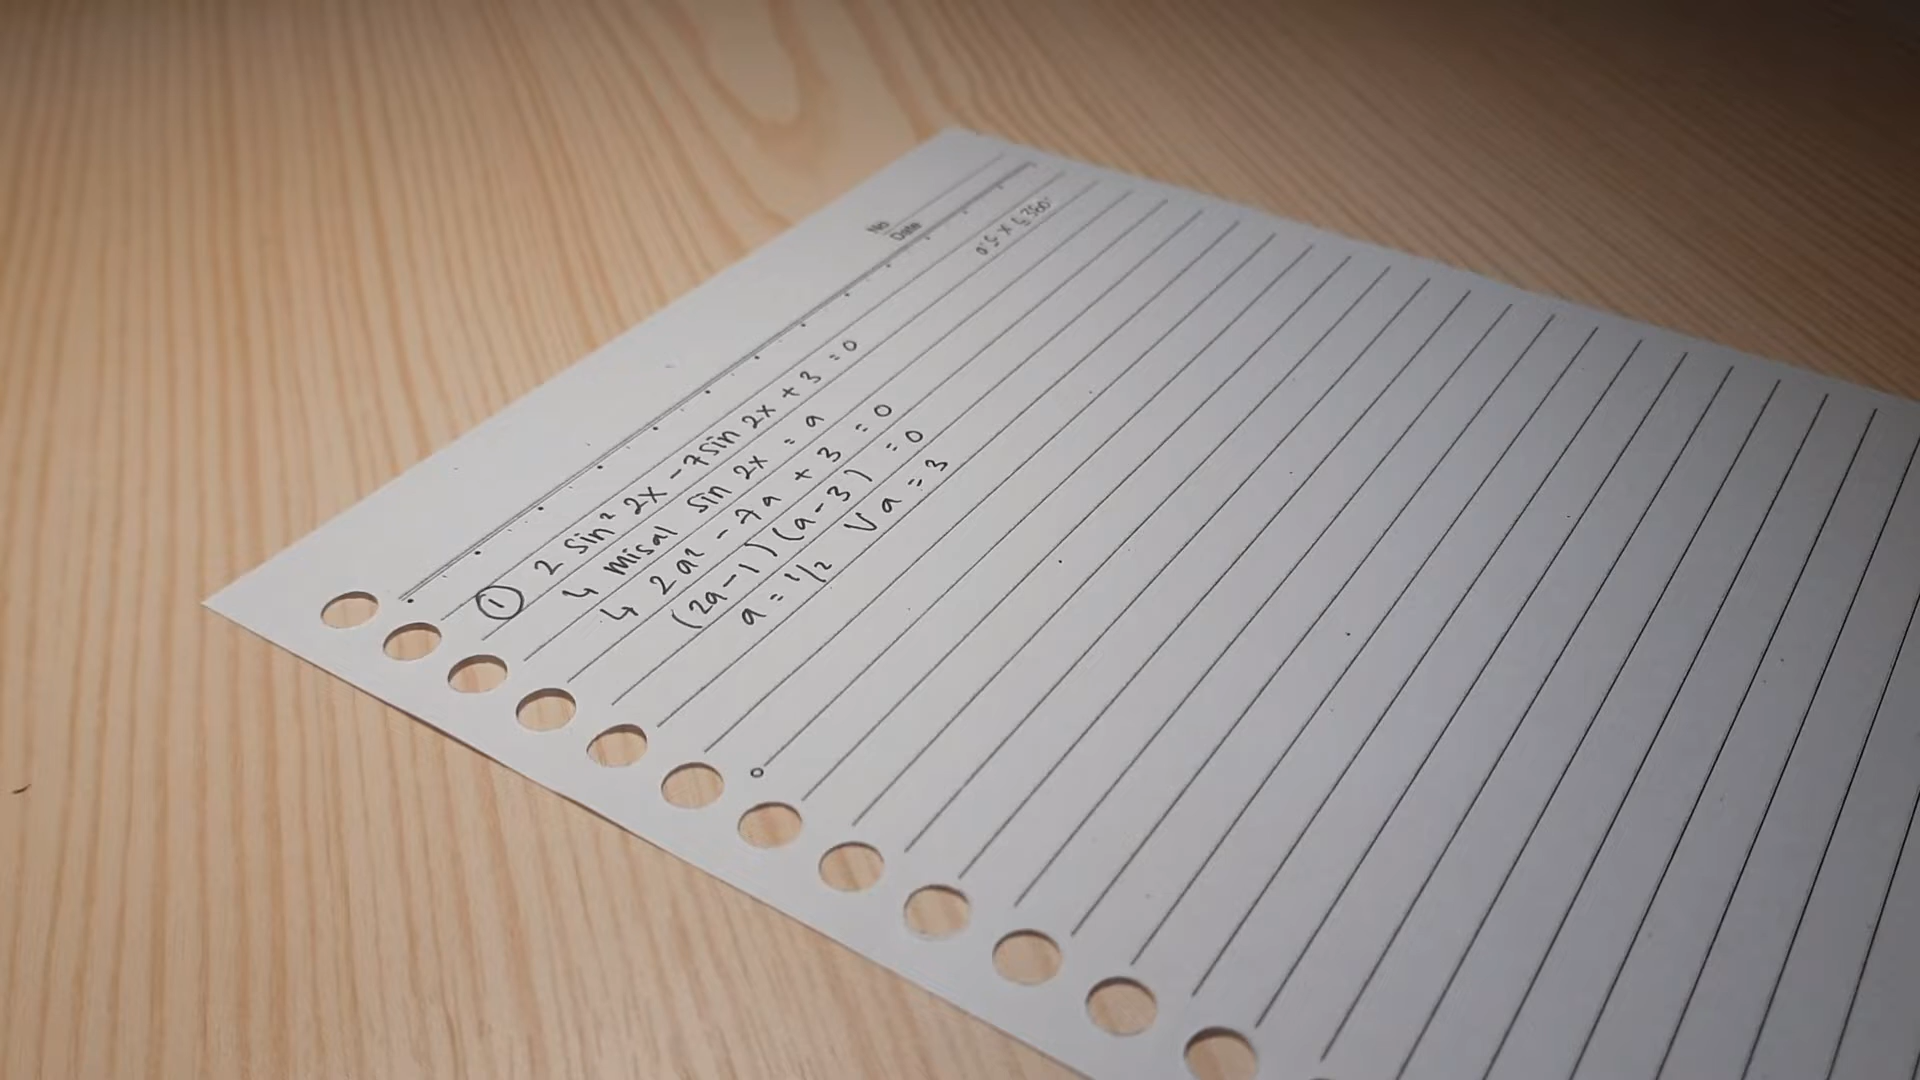 No
Date
① 2 sin² 2x - 7 sin 2x + 3 = 0 0° ≤ x ≤ 360°
↳ misal sin 2x = a
↳ 2a² - 7a + 3 = 0
(2a-1) (a-3) = 0
a = 1/2 V a = 3